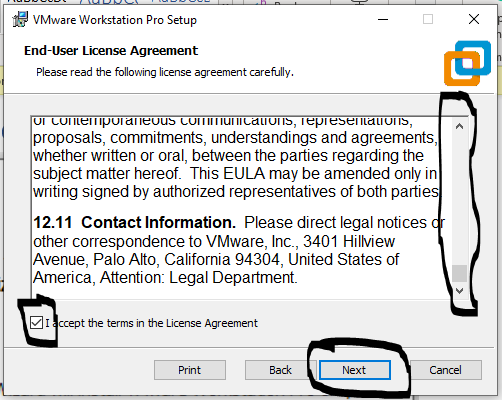 VMware Workstation Pro Setup
End-User License Agreement
Please read the following license agreement carefully.
or contemporaneous communications, representations,
proposals, commitments, understandings and agreements,
whether written or oral, between the parties regarding the
subject matter hereof. This EULA may be amended only in
writing signed by authorized representatives of both parties
12.11 Contact Information. Please direct legal notices or
other correspondence to VMware, Inc., 3401 Hillview
Avenue, Palo Alto, California 94304, United States of
America, Attention: Legal Department.
I accept the terms in the License Agreement
Print Back Next Cancel